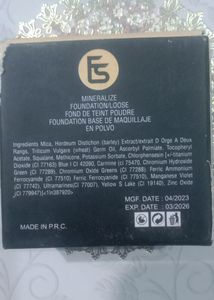 FS
MINERALIZE
FOUNDATION/LOOSE
FOND DE TEINT POUDRE
FOUNDATION BASE DE MAQUILLAJE
EN POLVO
Ingredients Mica, Hordeum Distichon (barley) Extract/extrait D Orge A Deux
Rangs, Triticum Vulgare (wheat) Germ Oil, Ascorbyl Palmitate, Tocopheryl
Acetate, Squalane, Methicone, Potassium Sorbate, Chlorphenesin [+/-titanium
Dioxide (CI 77163) Blue I CI 42090, Carmine (CI 75470, Chromium Hydroxide
Green (CI 77289) Chromium Oxide Greens (CI 77288) Ferric Ammonium
Ferrocyanide (CI 77510) Ferric Ferrocyanide (CI 77510), Manganese Violet
(CI 77742), Ultramarines(CI 77007), Yellow S Lake (CI 19140), Zinc Oxide
(CI 77947)]<1ln387920>
MGF. DATE : 04/2023
EXP. DATE : 03/2026
MADE IN P.R.C.